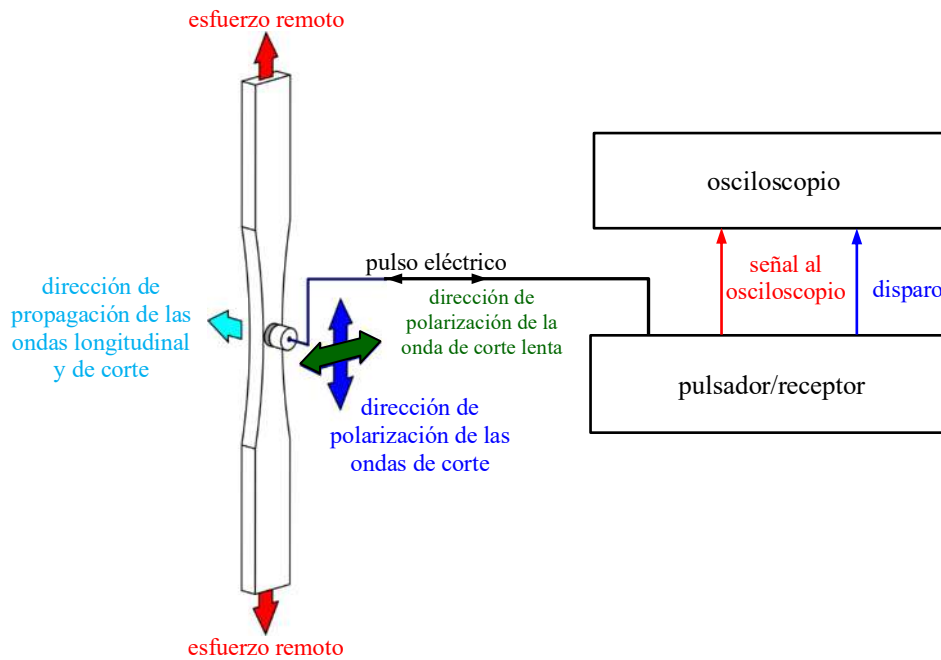 esfuerzo remoto
osciloscopio
pulso eléctrico
señal al
osciloscopio
disparo
dirección de
polarización de la
onda de corte lenta
dirección de
propagación de las
ondas longitudinal
y de corte
pulsador/receptor
dirección de
polarización de las
ondas de corte
esfuerzo remoto